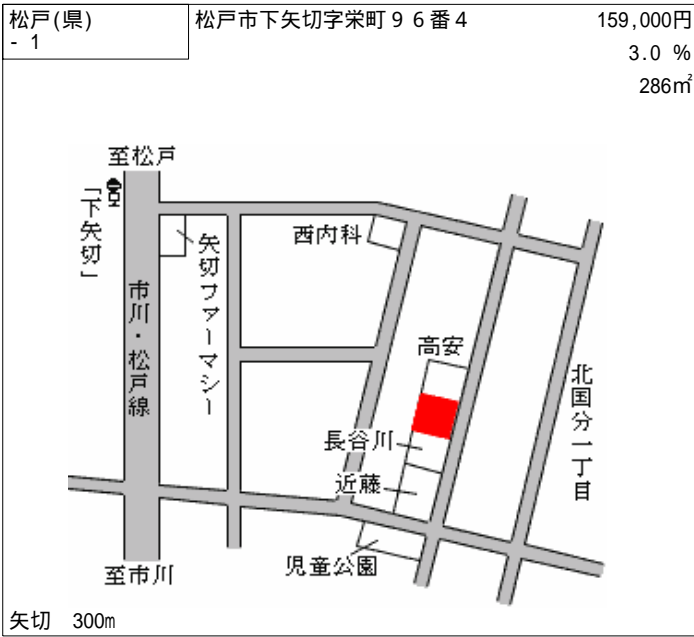 松戸(県) 松戸市下矢切字栄町９６番４ 159,000円
- 1
3.0 %
286㎡
至松戸
「下矢切」
矢切ファーマシー
西内科
市川・松戸線
高安
北国分一丁目
長谷川
近藤
児童公園
至市川
矢切 300m